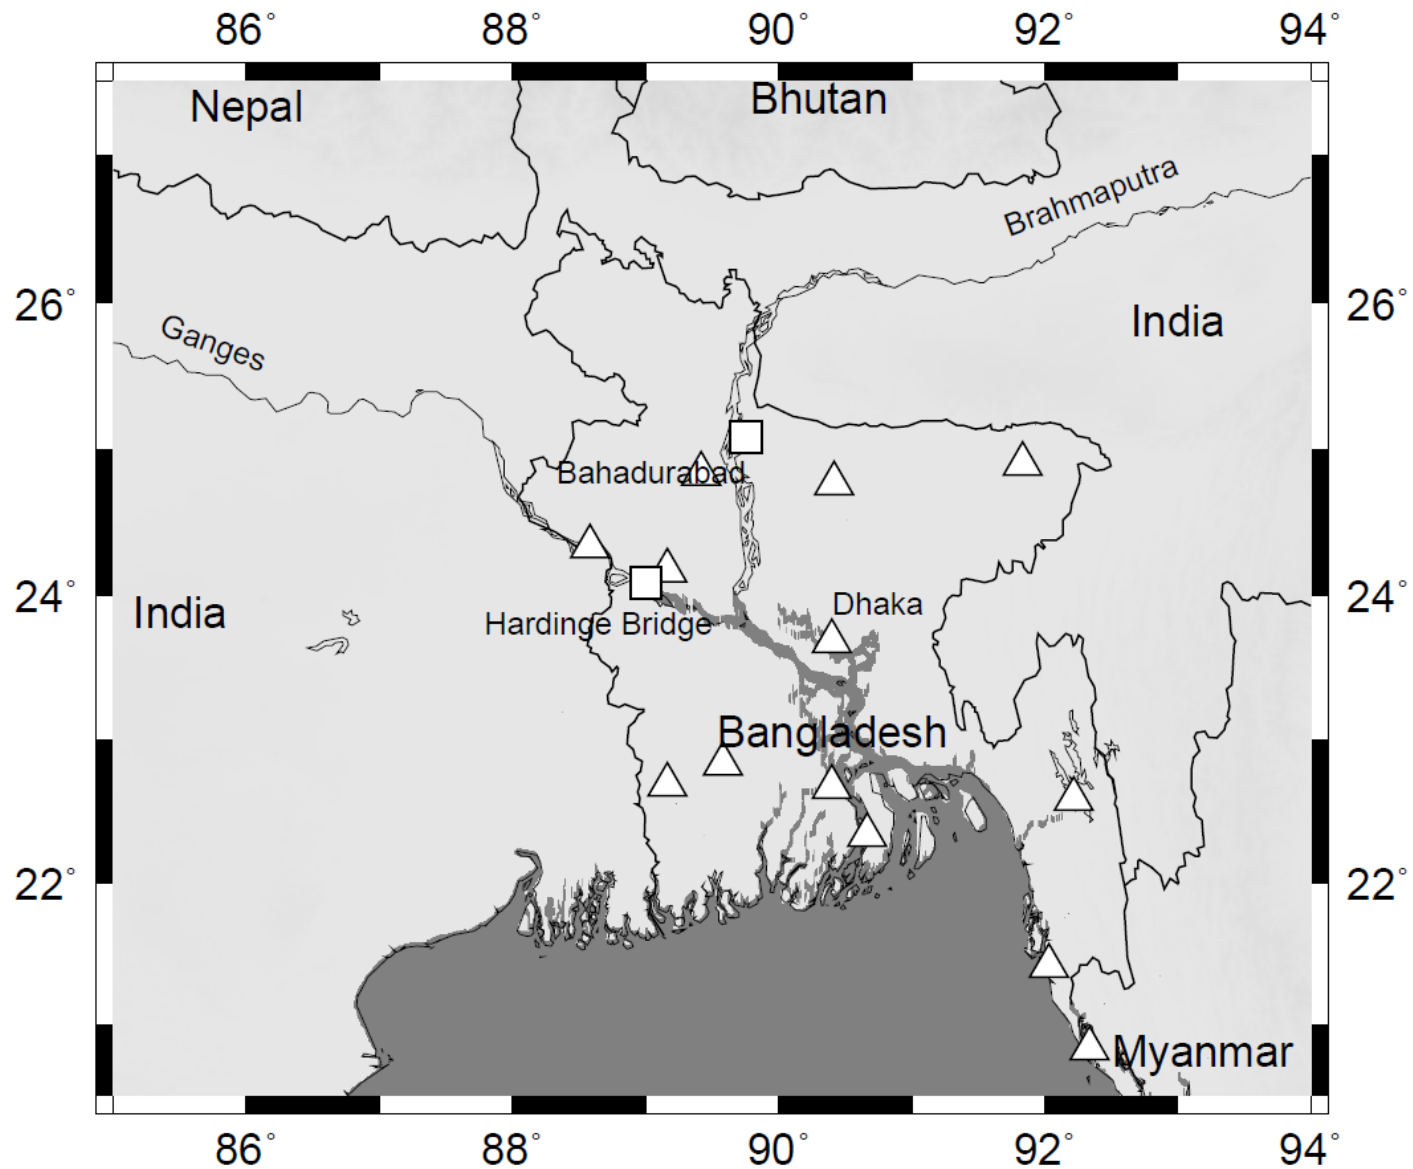 86° 88° 90° 92° 94°
Nepal
Bhutan
Brahmaputra
26° 26°
India
Ganges
Bahadurabad
24° 24°
India
Dhaka
Hardinge Bridge
Bangladesh
22° 22°
Myanmar
86° 88° 90° 92° 94°